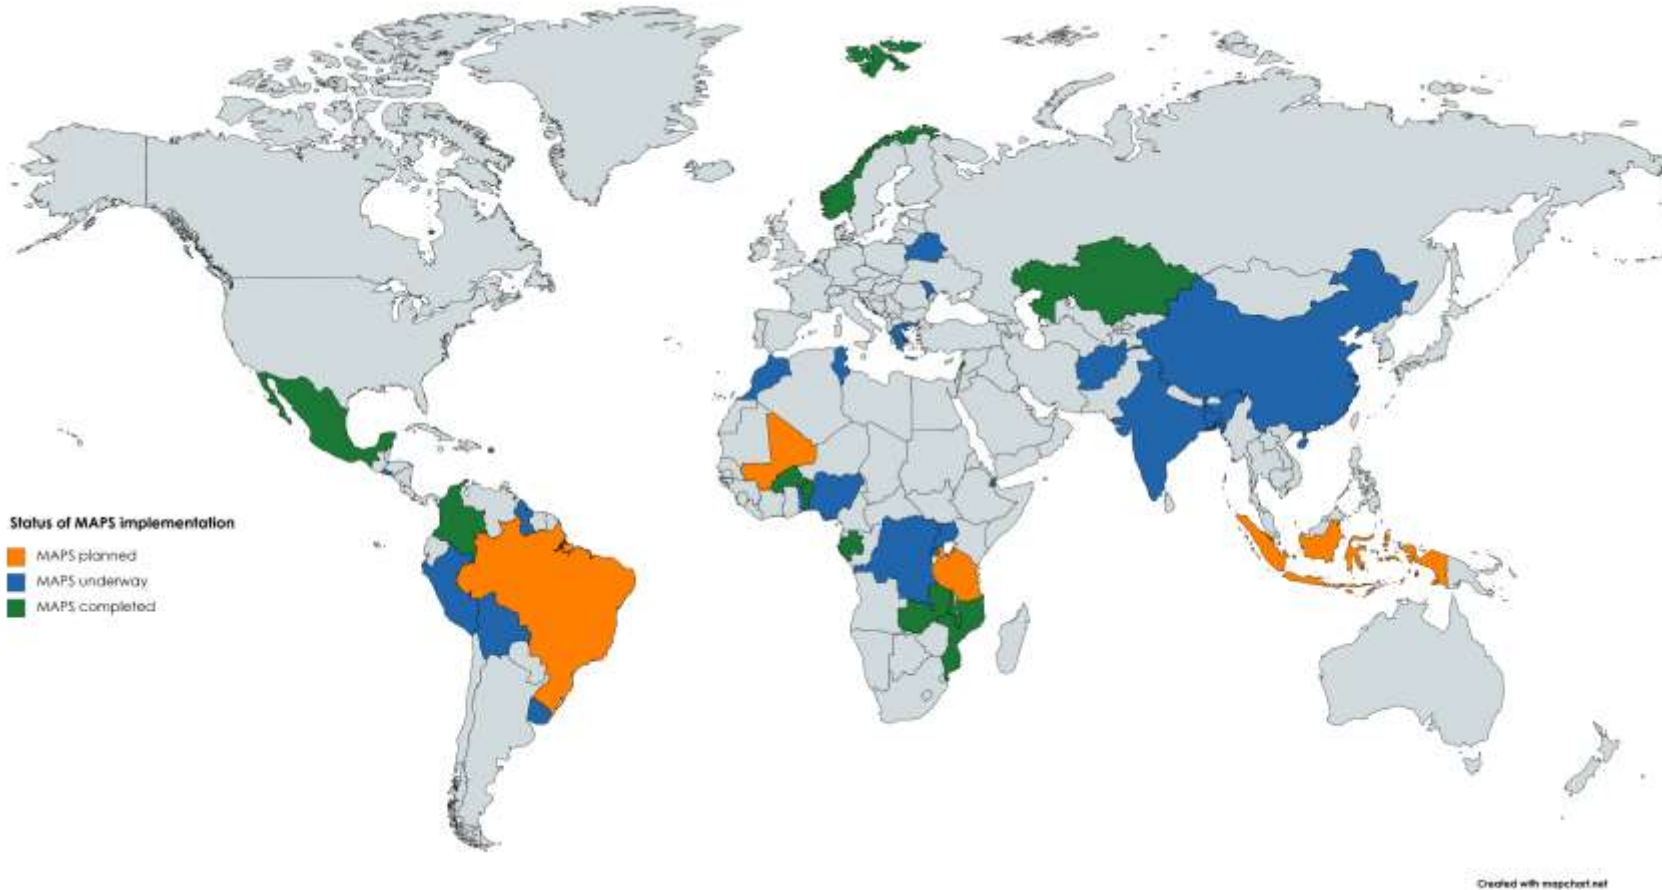 Status of MAPS implementation
MAPS planned
MAPS underway
MAPS completed
Created with mapchart.net